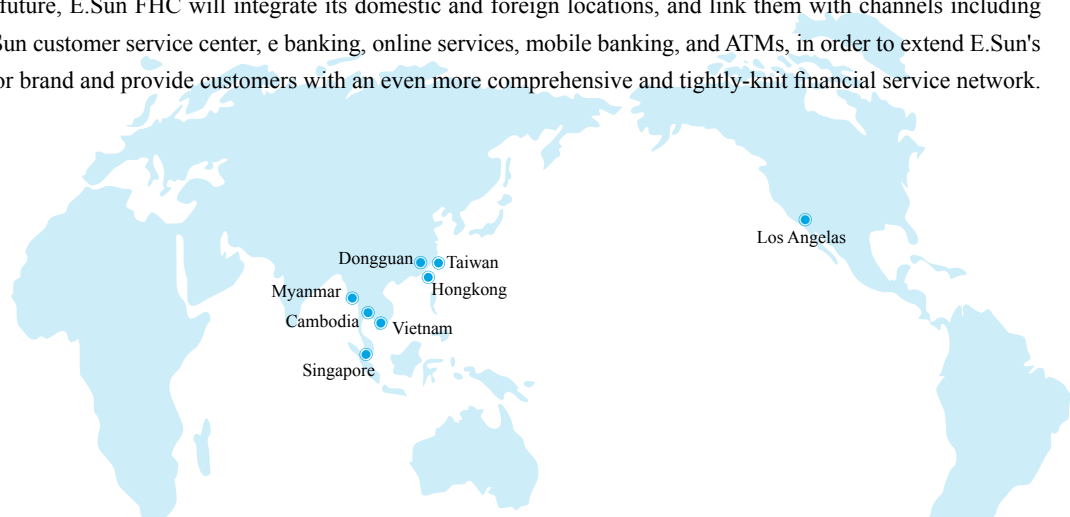 future, E.Sun FHC will integrate its domestic and foreign locations, and link them with channels including
Sun customer service center, e banking, online services, mobile banking, and ATMs, in order to extend E.Sun's
or brand and provide customers with an even more comprehensive and tightly-knit financial service network.
Los Angelas
Dongguan
Taiwan
Myanmar
Hongkong
Cambodia
Vietnam
Singapore